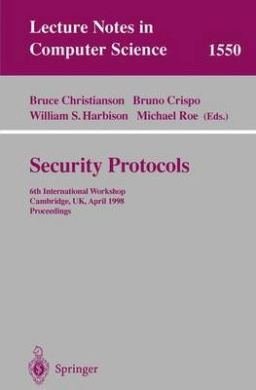 Lecture Notes in
Computer Science 1550
Bruce Christianson Bruno Crispo
William S. Harbison Michael Roe (Eds.)
Security Protocols
6th International Workshop
Cambridge, UK, April 1998
Proceedings
Springer